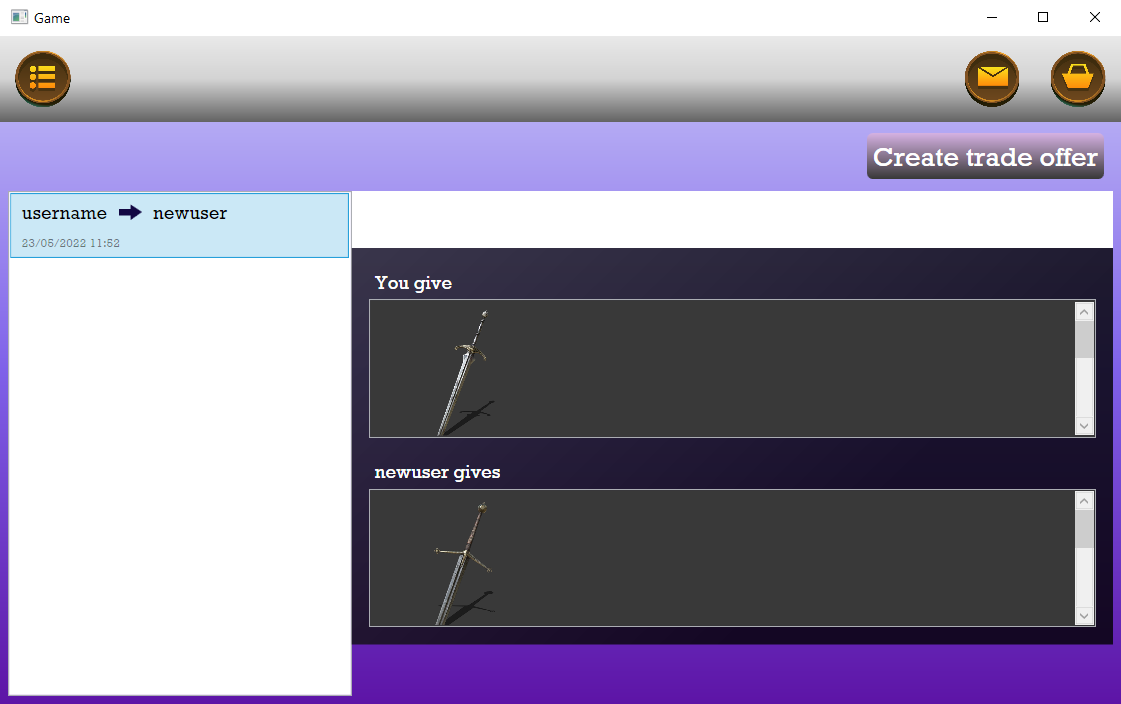 Game
Create trade offer
username newuser
23/05/2022 11:52
You give
newuser gives